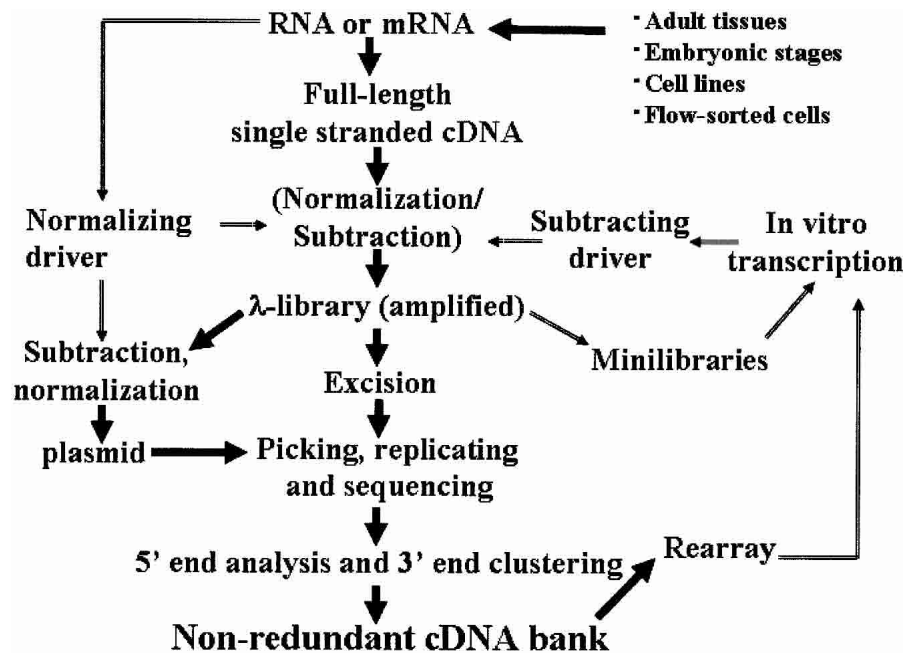 RNA or mRNA
· Adult tissues
· Embryonic stages
· Cell lines
· Flow-sorted cells
Full-length
single stranded cDNA
(Normalization/
Subtraction)
Normalizing
driver
Subtracting
driver
In vitro
transcription
λ-library (amplified)
Subtraction,
normalization
Minilibraries
Excision
plasmid
Picking, replicating
and sequencing
5’ end analysis and 3’ end clustering
Rearray
Non-redundant cDNA bank